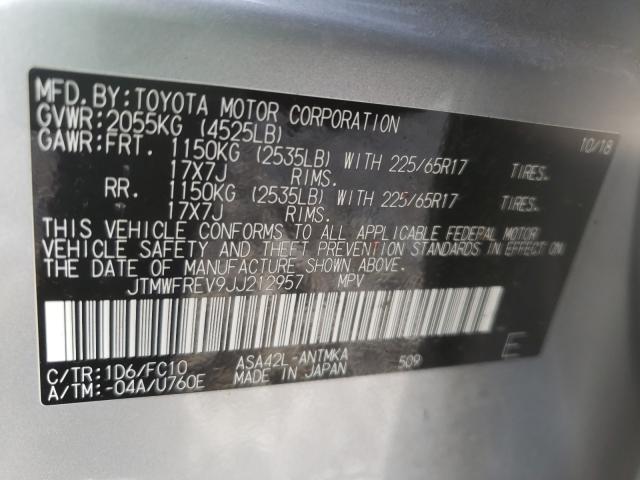 MFD. BY: TOYOTA MOTOR CORPORATION 10/18
GVWR: 2055KG (4525LB)
GAWR: FRT. 1150KG (2535LB) WITH 225/65R17 TIRES.
17X7J RIMS.
RR. 1150KG (2535LB) WITH 225/65R17 TIRES.
17X7J RIMS.
THIS VEHICLE CONFORMS TO ALL APPLICABLE FEDERAL MOTOR
VEHICLE SAFETY AND THEFT PREVENTION STANDARDS IN EFFECT ON
THE DATE OF MANUFACTURE SHOWN ABOVE.
JTMWFREV9JJ212957 MPV
C/TR: 1D6/FC10 ASA42L-ANTMKA 509 E
A/TM: -04A/U760E MADE IN JAPAN